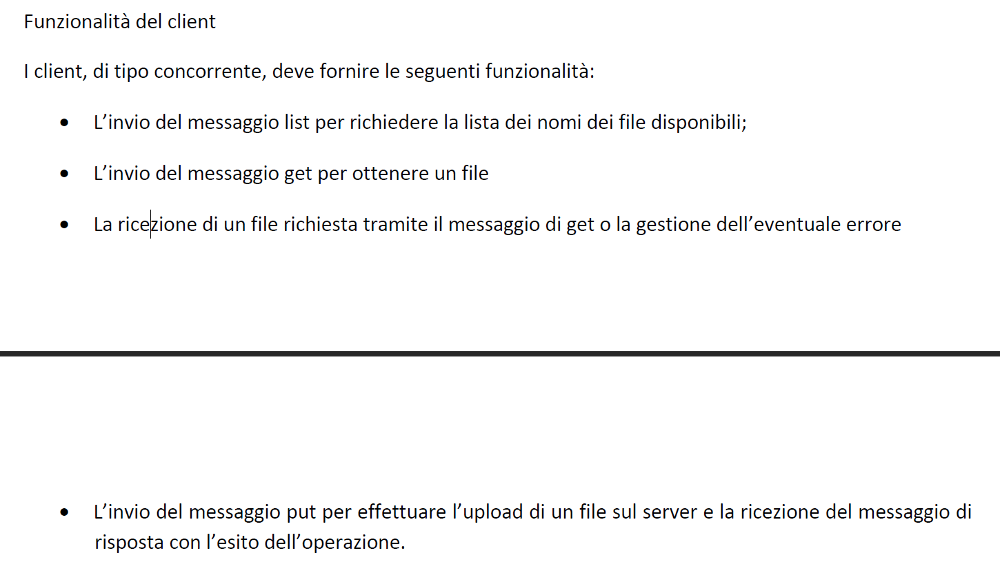 Funzionalità del client
I client, di tipo concorrente, deve fornire le seguenti funzionalità:
• L’invio del messaggio list per richiedere la lista dei nomi dei file disponibili;
• L’invio del messaggio get per ottenere un file
• La ricezione di un file richiesta tramite il messaggio di get o la gestione dell’eventuale errore
• L’invio del messaggio put per effettuare l’upload di un file sul server e la ricezione del messaggio di
risposta con l’esito dell’operazione.